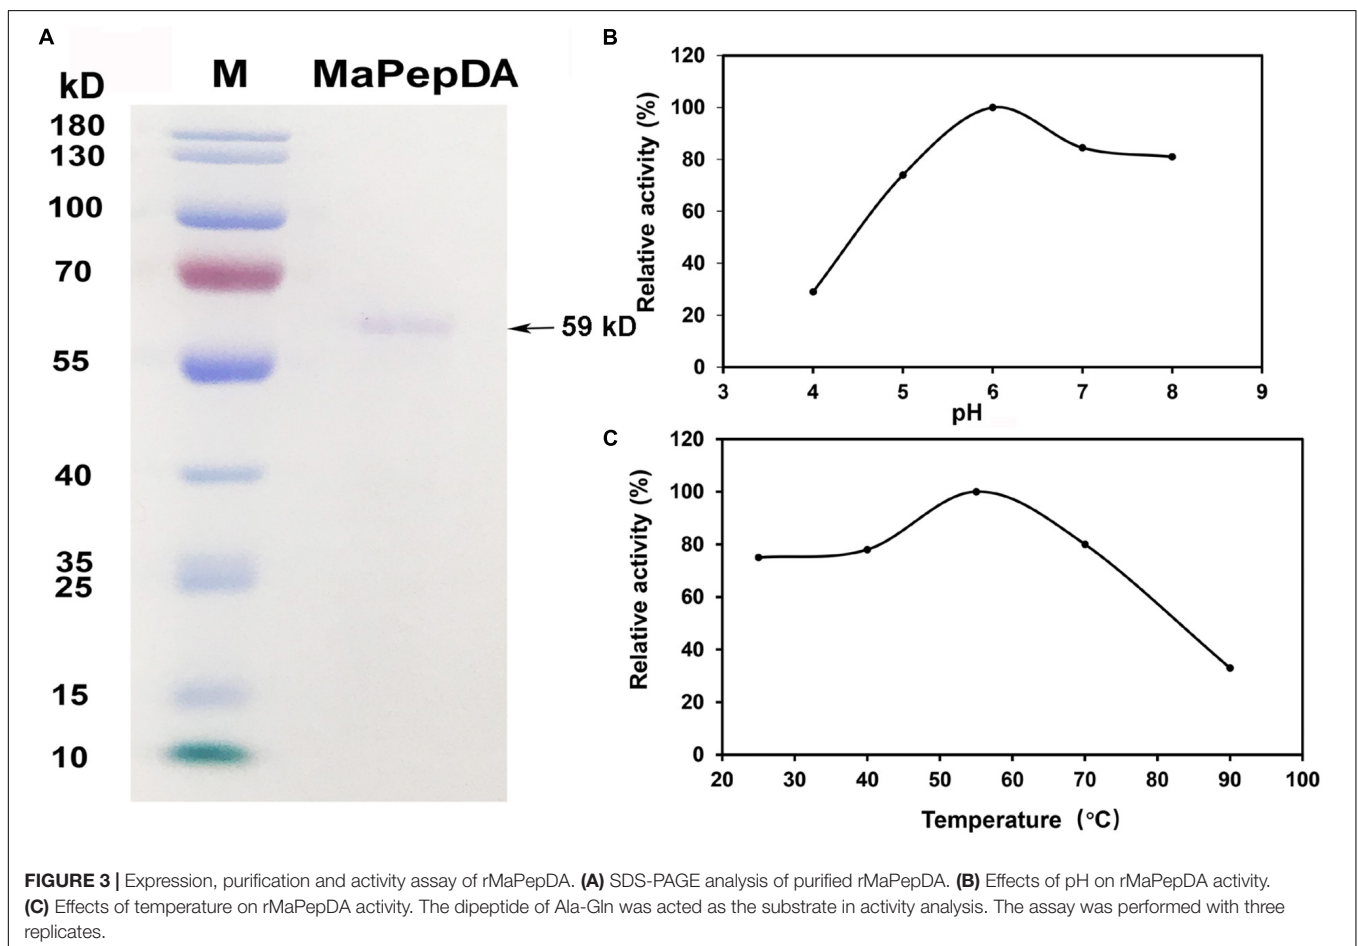 A
M MaPepDA
kD
180
130
100
70
59 kD
55
40
35
25
15
10
B
120
100
80
60
40
20
0
Relative activity (%)
3 4 5 6 7 8 9
pH
C
120
100
80
60
40
20
0
Relative activity (%)
20 30 40 50 60 70 80 90 100
Temperature (°C)
FIGURE 3 | Expression, purification and activity assay of rMaPepDA. (A) SDS-PAGE analysis of purified rMaPepDA. (B) Effects of pH on rMaPepDA activity.
(C) Effects of temperature on rMaPepDA activity. The dipeptide of Ala-Gln was acted as the substrate in activity analysis. The assay was performed with three
replicates.